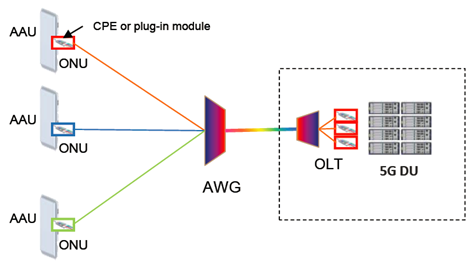 AAU
CPE or plug-in module
ONU
AAU
ONU
AWG
OLT
5G DU
AAU
ONU